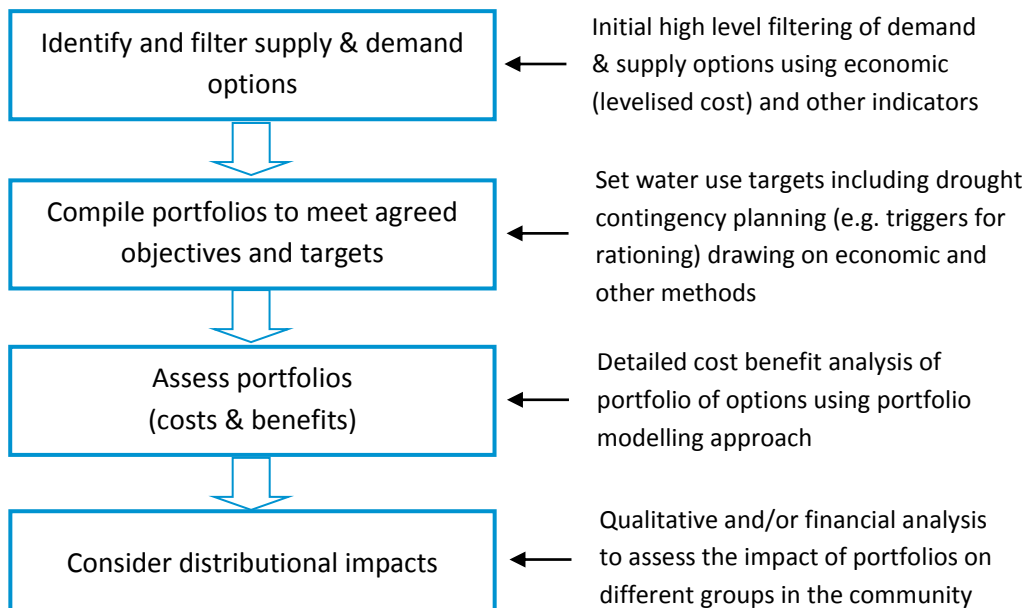 Identify and filter supply & demand
options
Initial high level filtering of demand
& supply options using economic
(levelised cost) and other indicators
Compile portfolios to meet agreed
objectives and targets
Set water use targets including drought
contingency planning (e.g. triggers for
rationing) drawing on economic and
other methods
Assess portfolios
(costs & benefits)
Detailed cost benefit analysis of
portfolio of options using portfolio
modelling approach
Consider distributional impacts
Qualitative and/or financial analysis
to assess the impact of portfolios on
different groups in the community